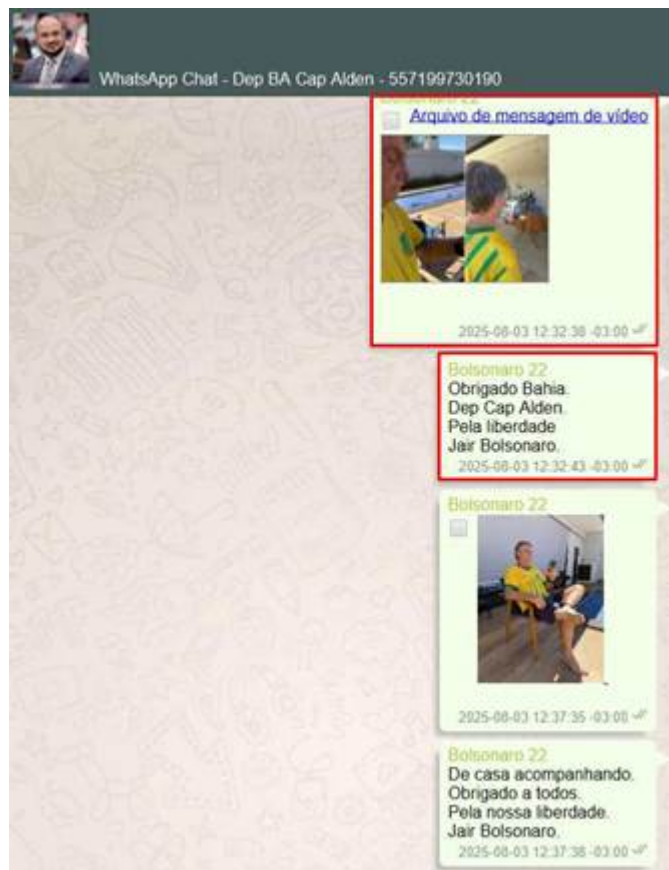 WhatsApp Chat - Dep BA Cap Alden - 557199730190
Bolsonaro 22
Arquivo de mensagem de vídeo
2025-08-03 12:32:38 -03:00
Bolsonaro 22
Obrigado Bahia.
Dep Cap Alden.
Pela liberdade
Jair Bolsonaro.
2025-08-03 12:32:43 -03:00
Bolsonaro 22
2025-08-03 12:37:35 -03:00
Bolsonaro 22
De casa acompanhando.
Obrigado a todos.
Pela nossa liberdade.
Jair Bolsonaro.
2025-08-03 12:37:38 -03:00